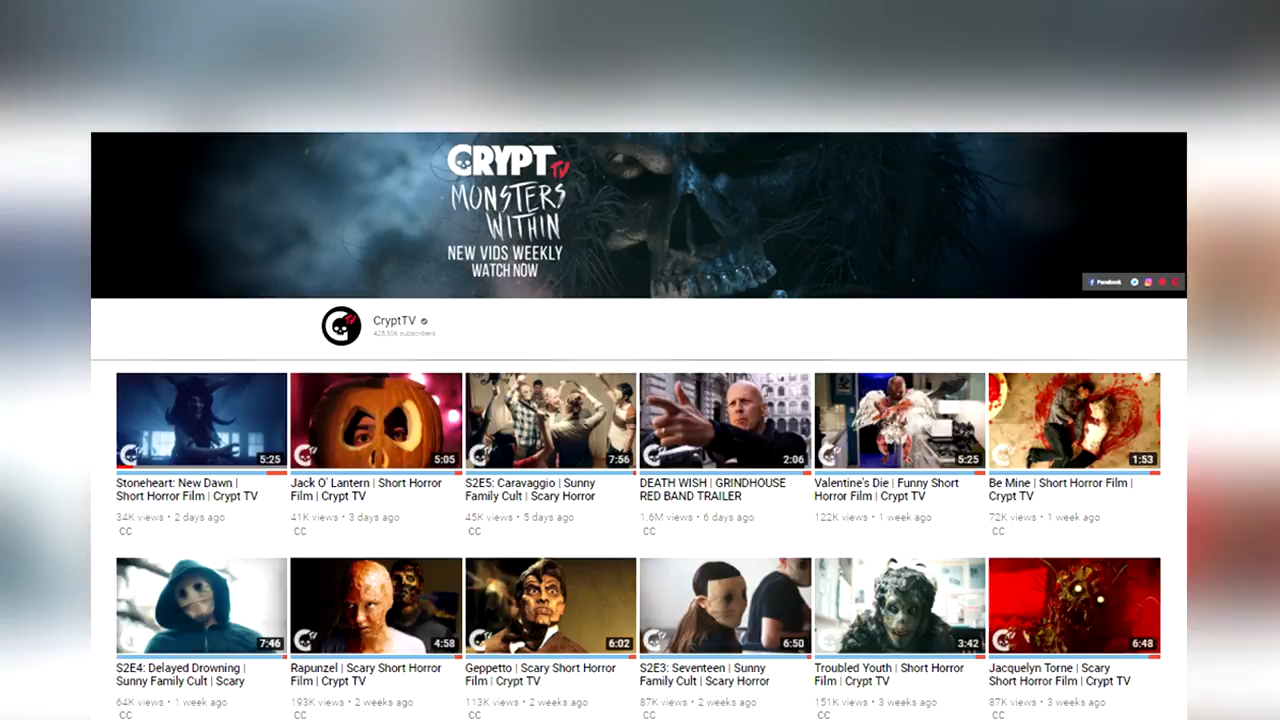 CRYPT TV
MONSTERS
WITHIN
NEW VIDS WEEKLY
WATCH NOW
Facebook
CryptTV
428,506 subscribers
5:25
5:05
7:56
2:06
5:25
1:53
Stoneheart: New Dawn |
Short Horror Film | Crypt TV
34K views • 2 days ago
CC
Jack O' Lantern | Short Horror
Film | Crypt TV
41K views • 3 days ago
CC
S2E5: Caravaggio | Sunny
Family Cult | Scary Horror
45K views • 5 days ago
CC
DEATH WISH | GRINDHOUSE
RED BAND TRAILER
1.6M views • 6 days ago
CC
Valentine's Die | Funny Short
Horror Film | Crypt TV
122K views • 1 week ago
Be Mine | Short Horror Film |
Crypt TV
72K views • 1 week ago
CC
7:46
4:58
6:02
6:50
3:42
6:48
S2E4: Delayed Drowning |
Sunny Family Cult | Scary
64K views • 1 week ago
CC
Rapunzel | Scary Short Horror
Film | Crypt TV
193K views • 2 weeks ago
CC
Geppetto | Scary Short Horror
Film | Crypt TV
113K views • 2 weeks ago
CC
S2E3: Seventeen | Sunny
Family Cult | Scary Horror
87K views • 2 weeks ago
CC
Troubled Youth | Short Horror
Film | Crypt TV
151K views • 3 weeks ago
CC
Jacquelyn Torne | Scary
Short Horror Film | Crypt TV
87K views • 3 weeks ago
CC